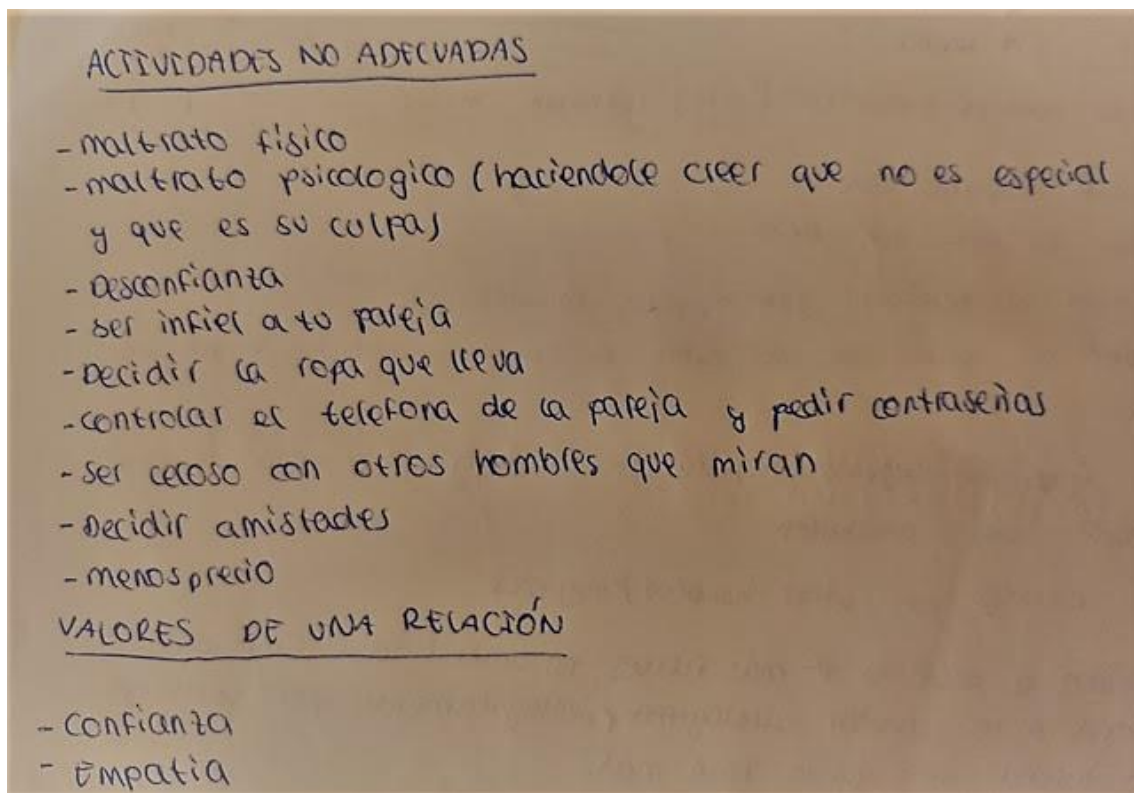 ACTIVIDADES NO ADECUADAS
- maltrato físico
- maltrato psicologico (haciendole creer que no es especial
y que es su culpa)
- Desconfianza
- ser infiel a tu pareja
- Decidir la ropa que lleva
- controlar el telefona de la pareja y pedir contraseñas
- ser celoso con otros hombres que miran
- Decidir amistades
- menosprecio
VALORES DE UNA RELACIÓN
- Confianza
- Empatia